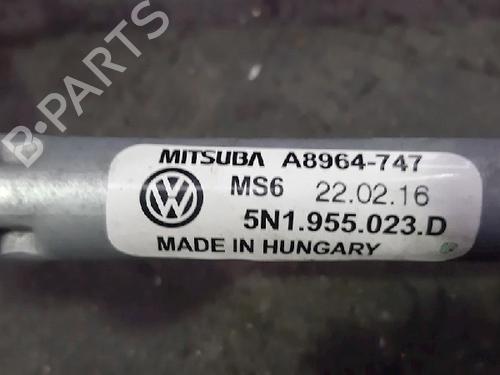 B-PARTS
MITSUBA A8964-747
MS6 22.02.16
5N1.955.023.D
MADE IN HUNGARY